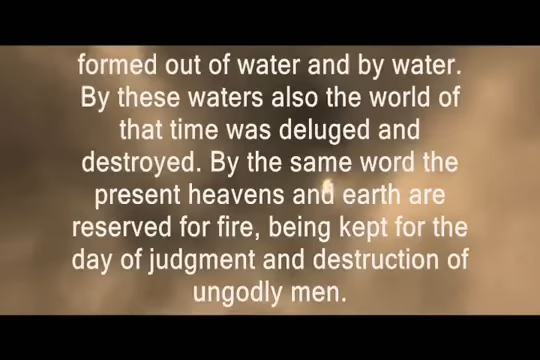 formed out of water and by water.
By these waters also the world of
that time was deluged and
destroyed. By the same word the
present heavens and earth are
reserved for fire, being kept for the
day of judgment and destruction of
ungodly men.